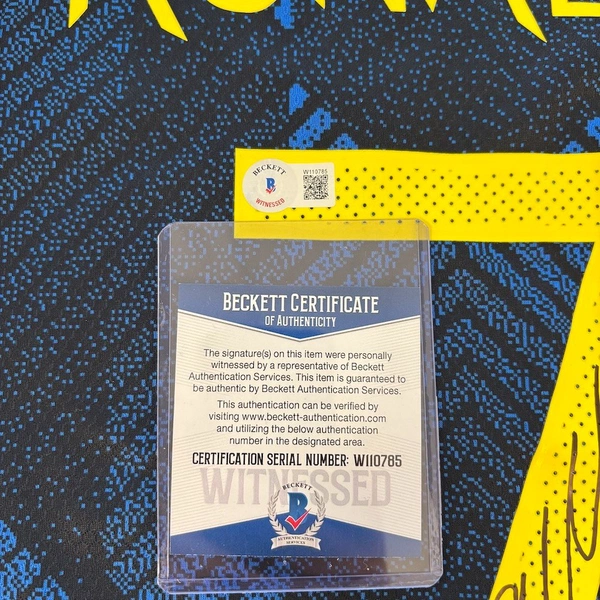 BECKETT
B
WITNESSED
W110785
7
BECKETT CERTIFICATE
OF AUTHENTICITY
The signature(s) on this item were personally
witnessed by a representative of Beckett
Authentication Services. This item is guaranteed to
be authentic by Beckett Authentication Services.
This authentication can be verified by
visiting www.beckett-authentication.com
and utilizing the below authentication
number in the designated area.
CERTIFICATION SERIAL NUMBER: W110785
WITNESSED
BECKETT
B
AUTHENTICATION
SERVICES